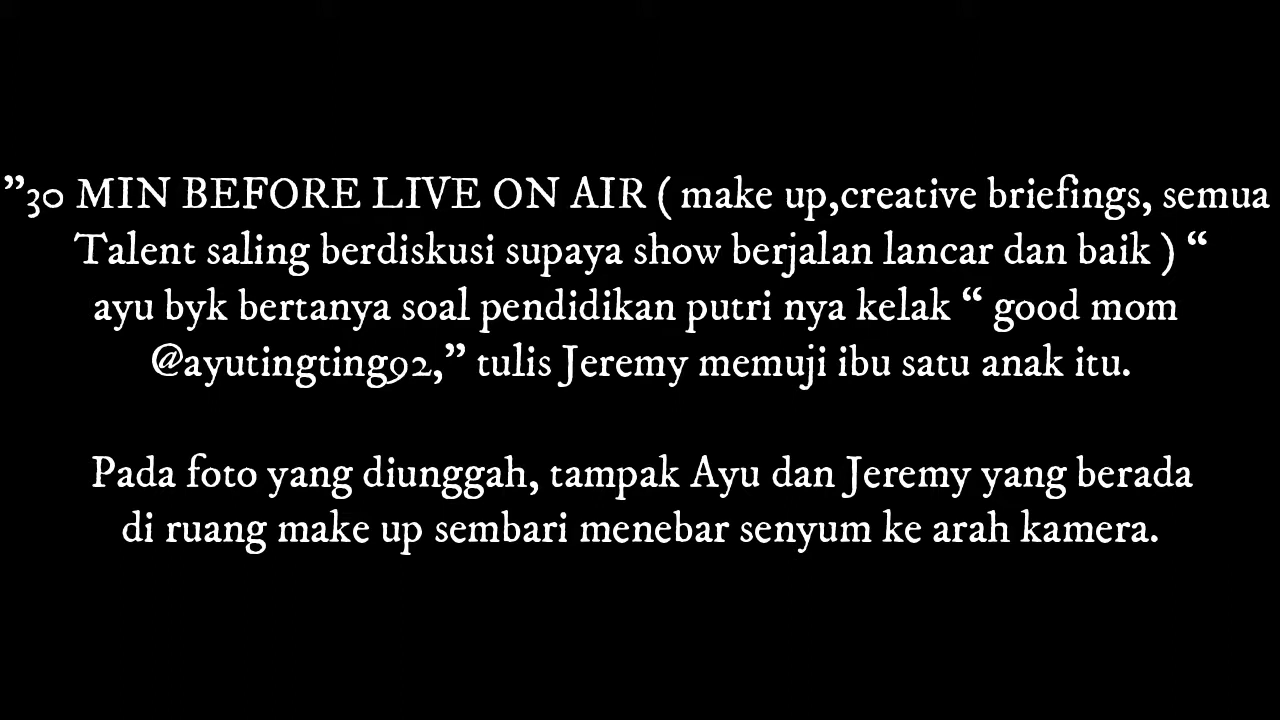 ”30 MIN BEFORE LIVE ON AIR ( make up,creative briefings, semua
Talent saling berdiskusi supaya show berjalan lancar dan baik ) “
ayu byk bertanya soal pendidikan putri nya kelak “ good mom
@ayutingting92,” tulis Jeremy memuji ibu satu anak itu.
Pada foto yang diunggah, tampak Ayu dan Jeremy yang berada
di ruang make up sembari menebar senyum ke arah kamera.